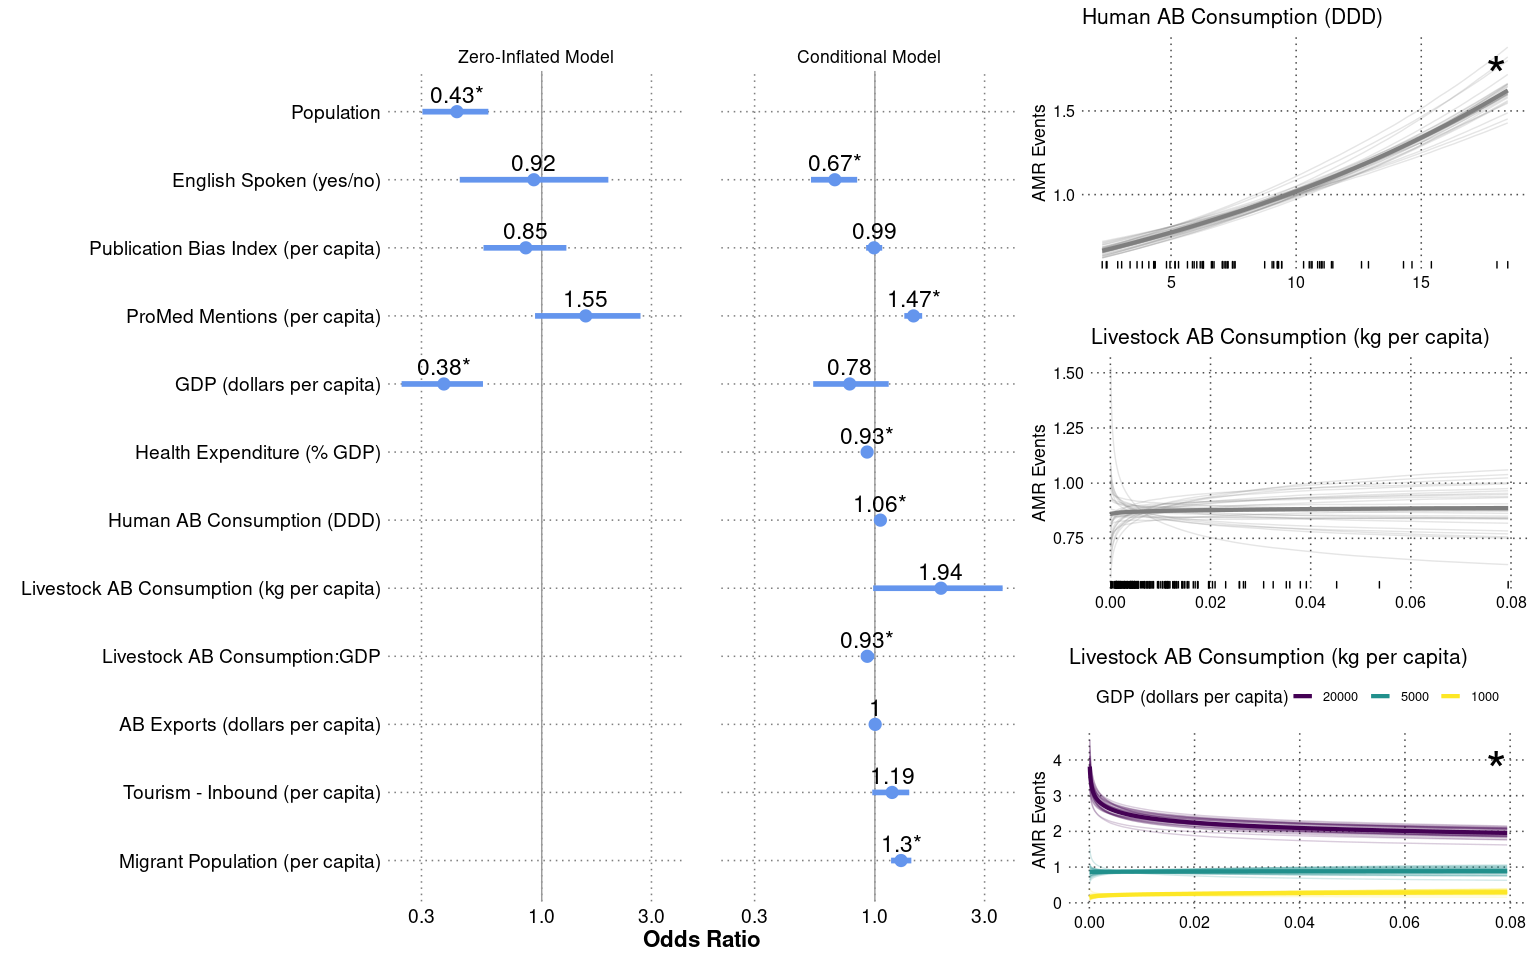 Zero-Inflated Model
Conditional Model
Population
0.43*
English Spoken (yes/no)
0.92
0.67*
Publication Bias Index (per capita)
0.85
0.99
ProMed Mentions (per capita)
1.55
1.47*
GDP (dollars per capita)
0.38*
0.78
Health Expenditure (% GDP)
0.93*
Human AB Consumption (DDD)
1.06*
Livestock AB Consumption (kg per capita)
1.94
Livestock AB Consumption:GDP
0.93*
AB Exports (dollars per capita)
1
Tourism - Inbound (per capita)
1.19
Migrant Population (per capita)
1.3*
0.3 1.0 3.0
0.3 1.0 3.0
Odds Ratio
Human AB Consumption (DDD)
*
AMR Events
1.5
1.0
5 10 15
Livestock AB Consumption (kg per capita)
AMR Events
1.50
1.25
1.00
0.75
0.00 0.02 0.04 0.06 0.08
Livestock AB Consumption (kg per capita)
GDP (dollars per capita) 20000 5000 1000
*
AMR Events
4
3
2
1
0
0.00 0.02 0.04 0.06 0.08